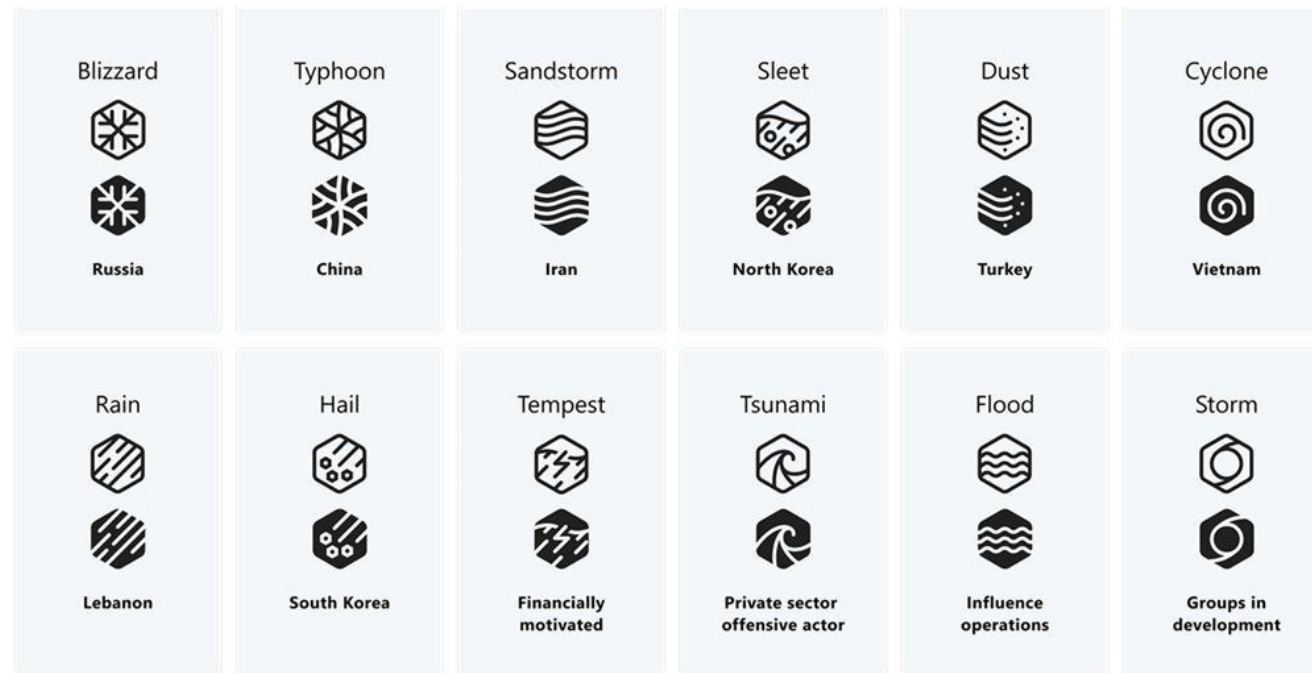 Blizzard
Typhoon
Sandstorm
Sleet
Dust
Cyclone
Russia
China
Iran
North Korea
Turkey
Vietnam
Rain
Hail
Tempest
Tsunami
Flood
Storm
Lebanon
South Korea
Financially
motivated
Private sector
offensive actor
Influence
operations
Groups in
development